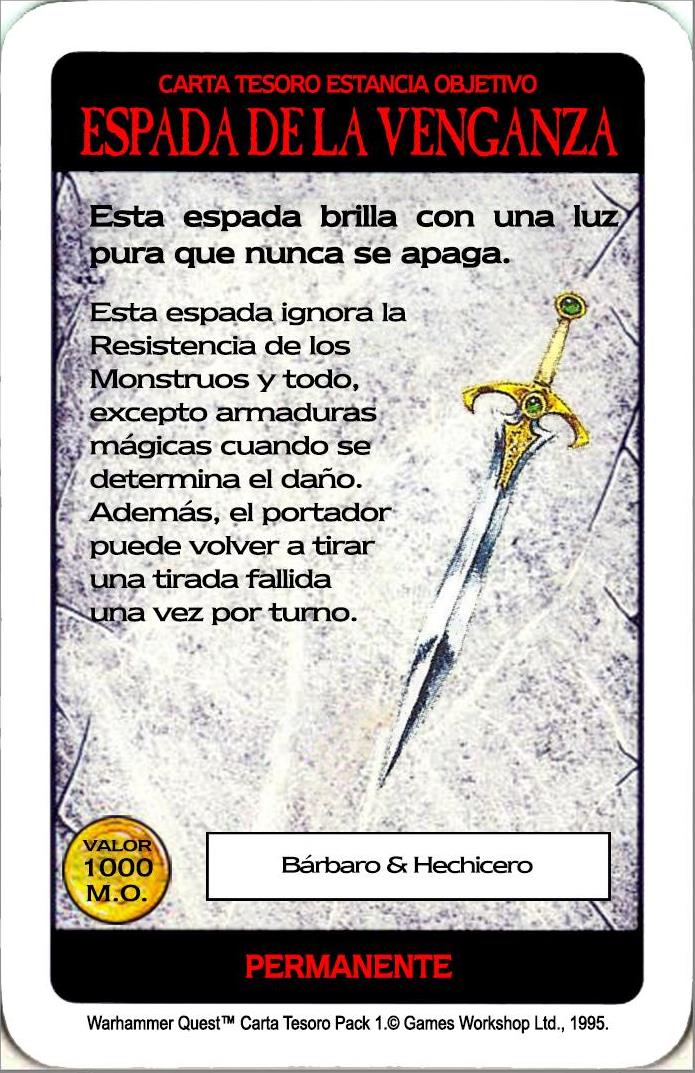 CARTA TESORO ESTANCIA OBJETIVO
ESPADA DE LA VENGANZA
Esta espada brilla con una luz
pura que nunca se apaga.
Esta espada ignora la
Resistencia de los
Monstruos y todo,
excepto armaduras
mágicas cuando se
determina el daño.
Además, el portador
puede volver a tirar
una tirada fallida
una vez por turno.
VALOR
1000
M.O.
Bárbaro & Hechicero
PERMANENTE
Warhammer Quest™ Carta Tesoro Pack 1.© Games Workshop Ltd., 1995.